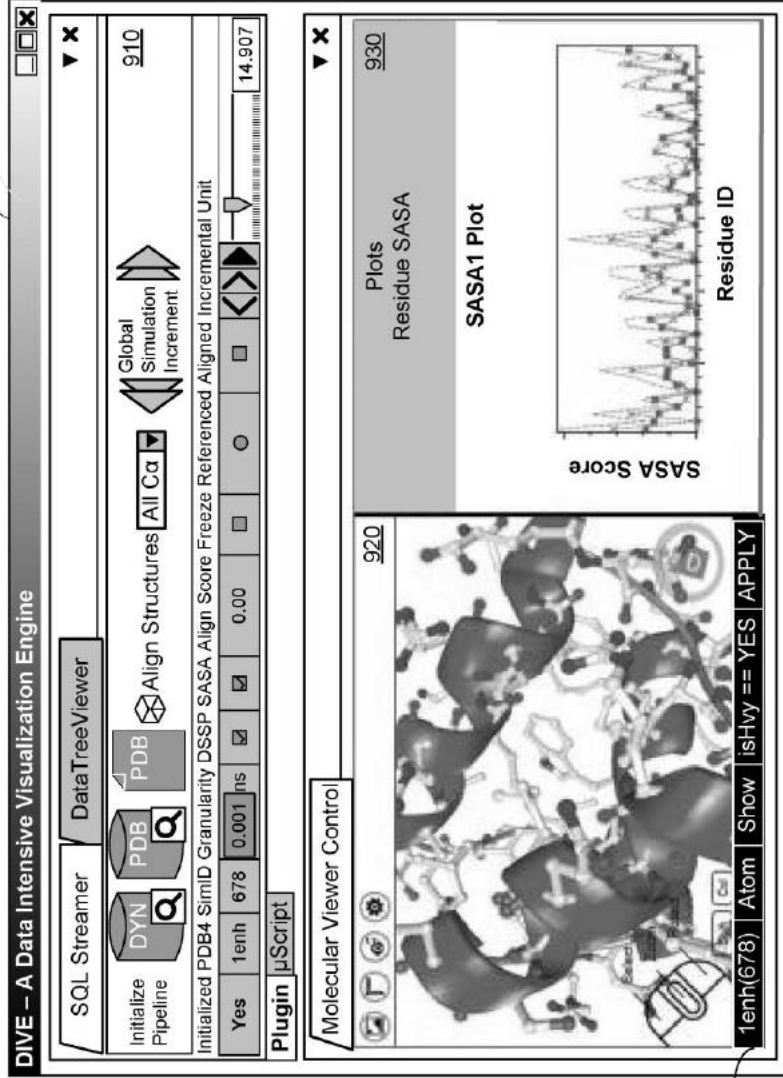 DIVE – A Data Intensive Visualization Engine
SQL Streamer
DataTreeViewer
910
Initialize
Pipeline
DYN
PDB
PDB
Align Structures
All Cα
Global
Simulation
Increment
Initialized PDB4 SimID Granularity DSSP SASA Align Score Freeze Referenced Aligned Incremental Unit
Yes 1enh 678 0.001 ns 0.00 14.907
Plugin µScript
Molecular Viewer Control
920
1enh(678) Atom Show isHvy == YES APPLY
930
Plots
Residue SASA
SASA1 Plot
SASA Score
Residue ID